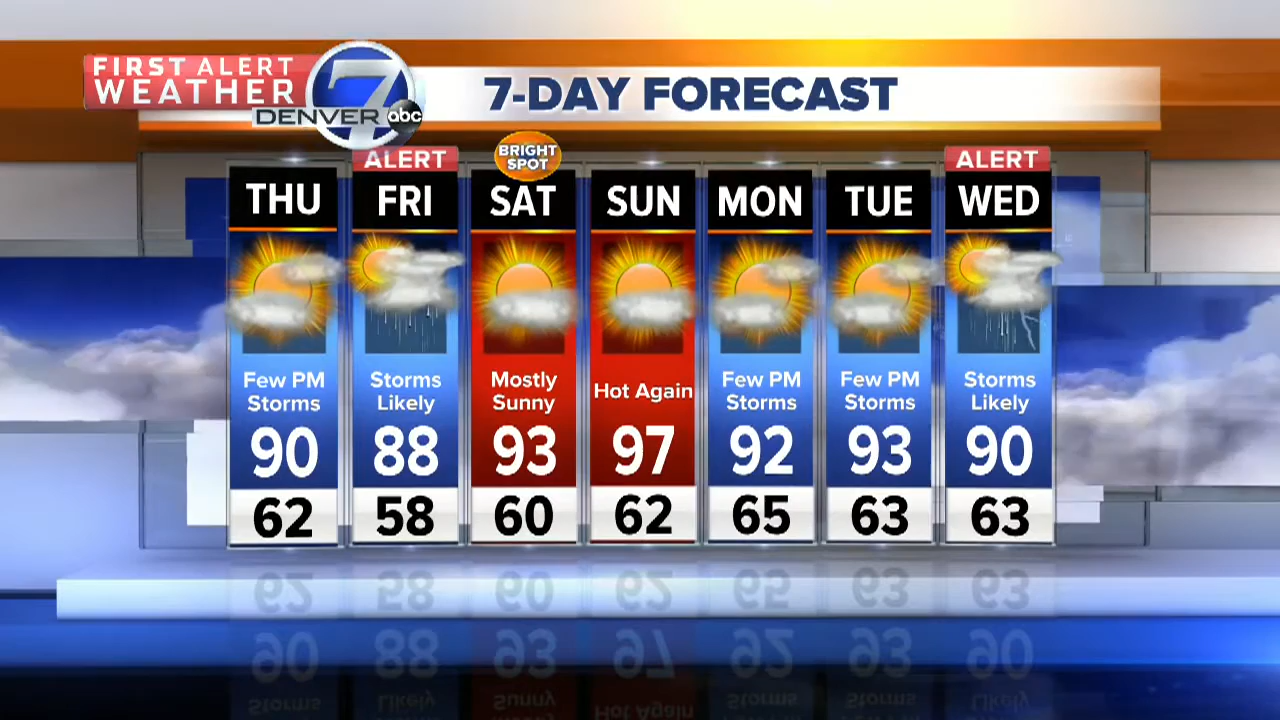 FIRST ALERT
WEATHER
7
DENVER
abc
7-DAY FORECAST
ALERT
BRIGHT
SPOT
ALERT
THU
FRI
SAT
SUN
MON
TUE
WED
Few PM
Storms
Storms
Likely
Mostly
Sunny
Hot Again
Few PM
Storms
Few PM
Storms
Storms
Likely
90
88
93
97
92
93
90
62
58
60
62
65
63
63